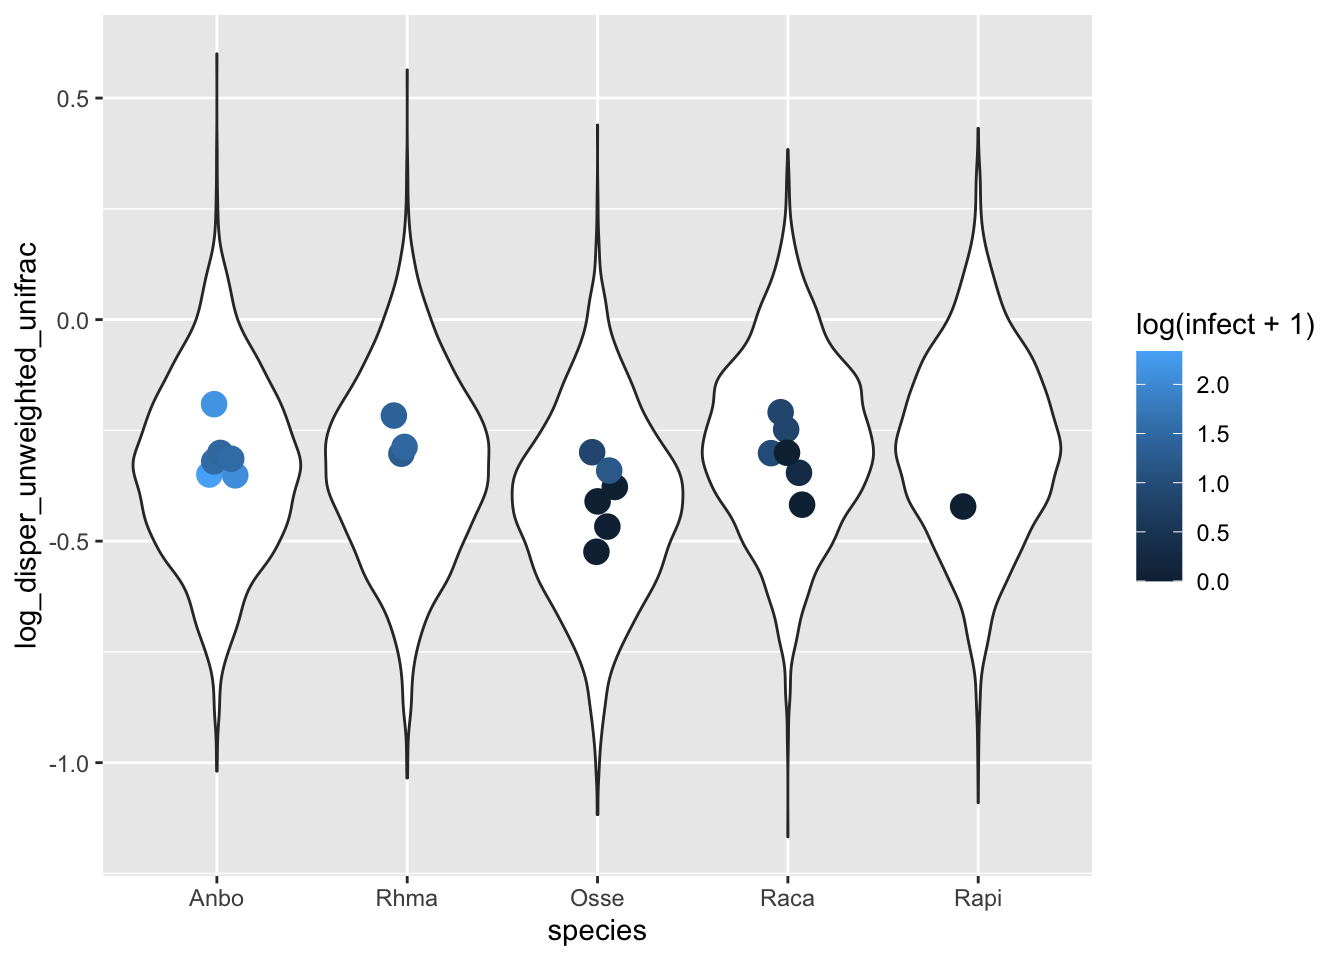 log_disper_unweighted_unifrac
0.5
0.0
-0.5
-1.0
Anbo
Rhma
Osse
Raca
Rapi
species
log(infect + 1)
2.0
1.5
1.0
0.5
0.0